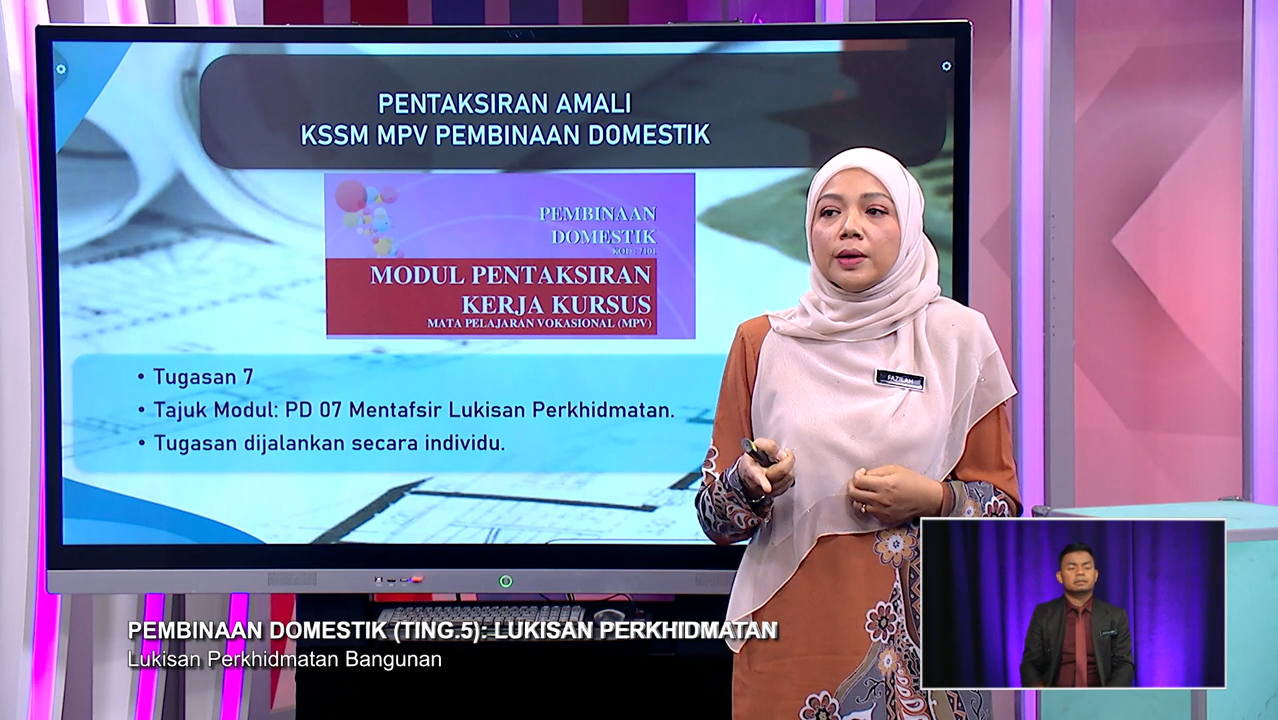 PENTAKSIRAN AMALI
KSSM MPV PEMBINAAN DOMESTIK
PEMBINAAN
DOMESTIK
KOD : 7101
MODUL PENTAKSIRAN
KERJA KURSUS
MATA PELAJARAN VOKASIONAL (MPV)
• Tugasan 7
• Tajuk Modul: PD 07 Mentafsir Lukisan Perkhidmatan.
• Tugasan dijalankan secara individu.
FAZILAH
PEMBINAAN DOMESTIK (TING.5): LUKISAN PERKHIDMATAN
Lukisan Perkhidmatan Bangunan